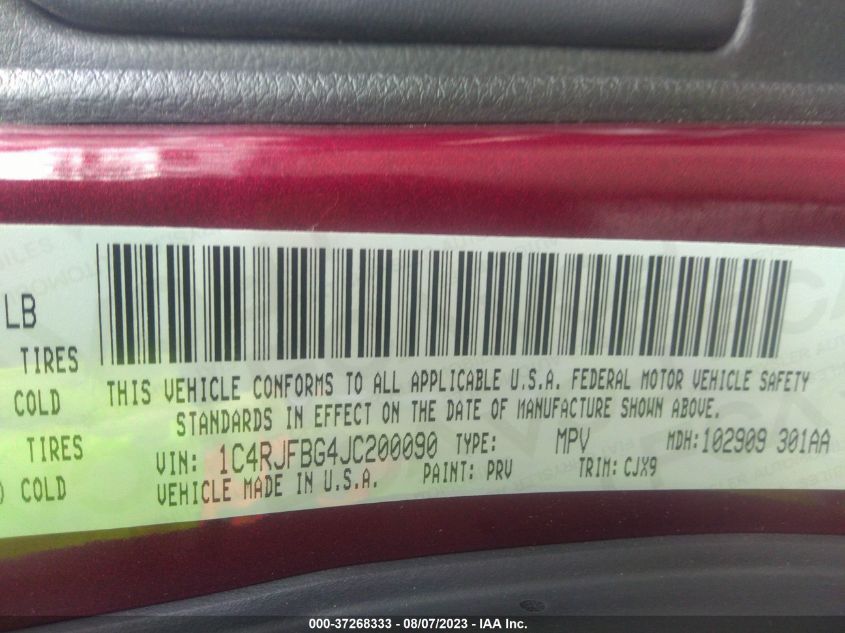 LB
TIRES
COLD
THIS VEHICLE CONFORMS TO ALL APPLICABLE U.S.A. FEDERAL MOTOR VEHICLE SAFETY
STANDARDS IN EFFECT ON THE DATE OF MANUFACTURE SHOWN ABOVE.
TIRES
) COLD
VIN: 1C4RJFBG4JC200090 TYPE: MPV MDH:102909 301AA
VEHICLE MADE IN U.S.A. PAINT: PRV TRIM: CJX9
000-37268333 - 08/07/2023 - IAA Inc.